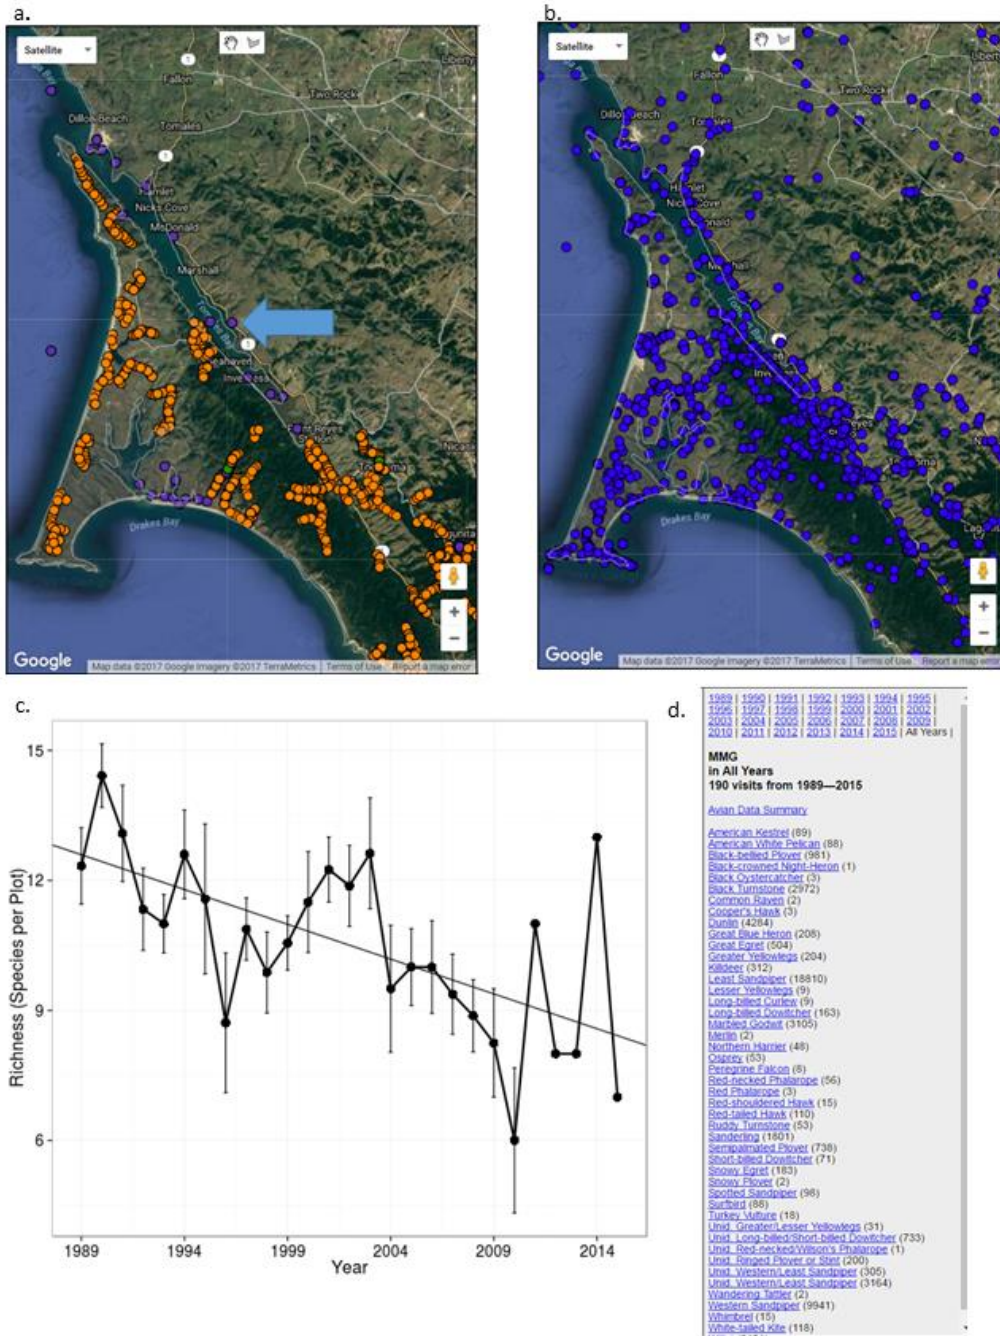 a.
b.
Satellite
Fallon
Two Rock
Dillon Beach
Tomales
Hamlet
Nicks Cove
McDonald
Marshall
Inverness
Drakes Bay
Google
Map data ©2017 Google Imagery ©2017 TerraMetrics | Terms of Use | Report a map error
Satellite
Fallon
Two Rock
Drakes Bay
Google
Map data ©2017 Google Imagery ©2017 TerraMetrics | Terms of Use | Report a map error
c.
Richness (Species per Plot)
15
12
9
6
1989 1994 1999 2004 2009 2014
Year
d.
1989 | 1990 | 1991 | 1992 | 1993 | 1994 | 1995 |
1996 | 1997 | 1998 | 1999 | 2000 | 2001 | 2002 |
2003 | 2004 | 2005 | 2006 | 2007 | 2008 | 2009 |
2010 | 2011 | 2012 | 2013 | 2014 | 2015 | All Years |
MMG
in All Years
190 visits from 1989—2015
Avian Data Summary
American Kestrel (89)
American White Pelican (88)
Black-bellied Plover (981)
Black-crowned Night-Heron (1)
Black Oystercatcher (3)
Black Turnstone (2972)
Common Raven (2)
Cooper's Hawk (3)
Dunlin (4284)
Great Blue Heron (208)
Great Egret (504)
Greater Yellowlegs (204)
Killdeer (312)
Least Sandpiper (18810)
Lesser Yellowlegs (9)
Long-billed Curlew (9)
Long-billed Dowitcher (163)
Marbled Godwit (3105)
Merlin (2)
Northern Harrier (48)
Osprey (53)
Peregrine Falcon (8)
Red-necked Phalarope (56)
Red Phalarope (3)
Red-shouldered Hawk (15)
Red-tailed Hawk (110)
Ruddy Turnstone (53)
Sanderling (1801)
Semipalmated Plover (738)
Short-billed Dowitcher (71)
Snowy Egret (183)
Snowy Plover (2)
Spotted Sandpiper (98)
Surfbird (88)
Turkey Vulture (18)
Unid. Greater/Lesser Yellowlegs (31)
Unid. Long-billed/Short-billed Dowitcher (733)
Unid. Red-necked/Wilson's Phalarope (1)
Unid. Ringed Plover or Stint (200)
Unid. Western/Least Sandpiper (305)
Unid. Western/Least Sandpiper (3164)
Wandering Tattler (2)
Western Sandpiper (9941)
Whimbrel (15)
White-tailed Kite (118)